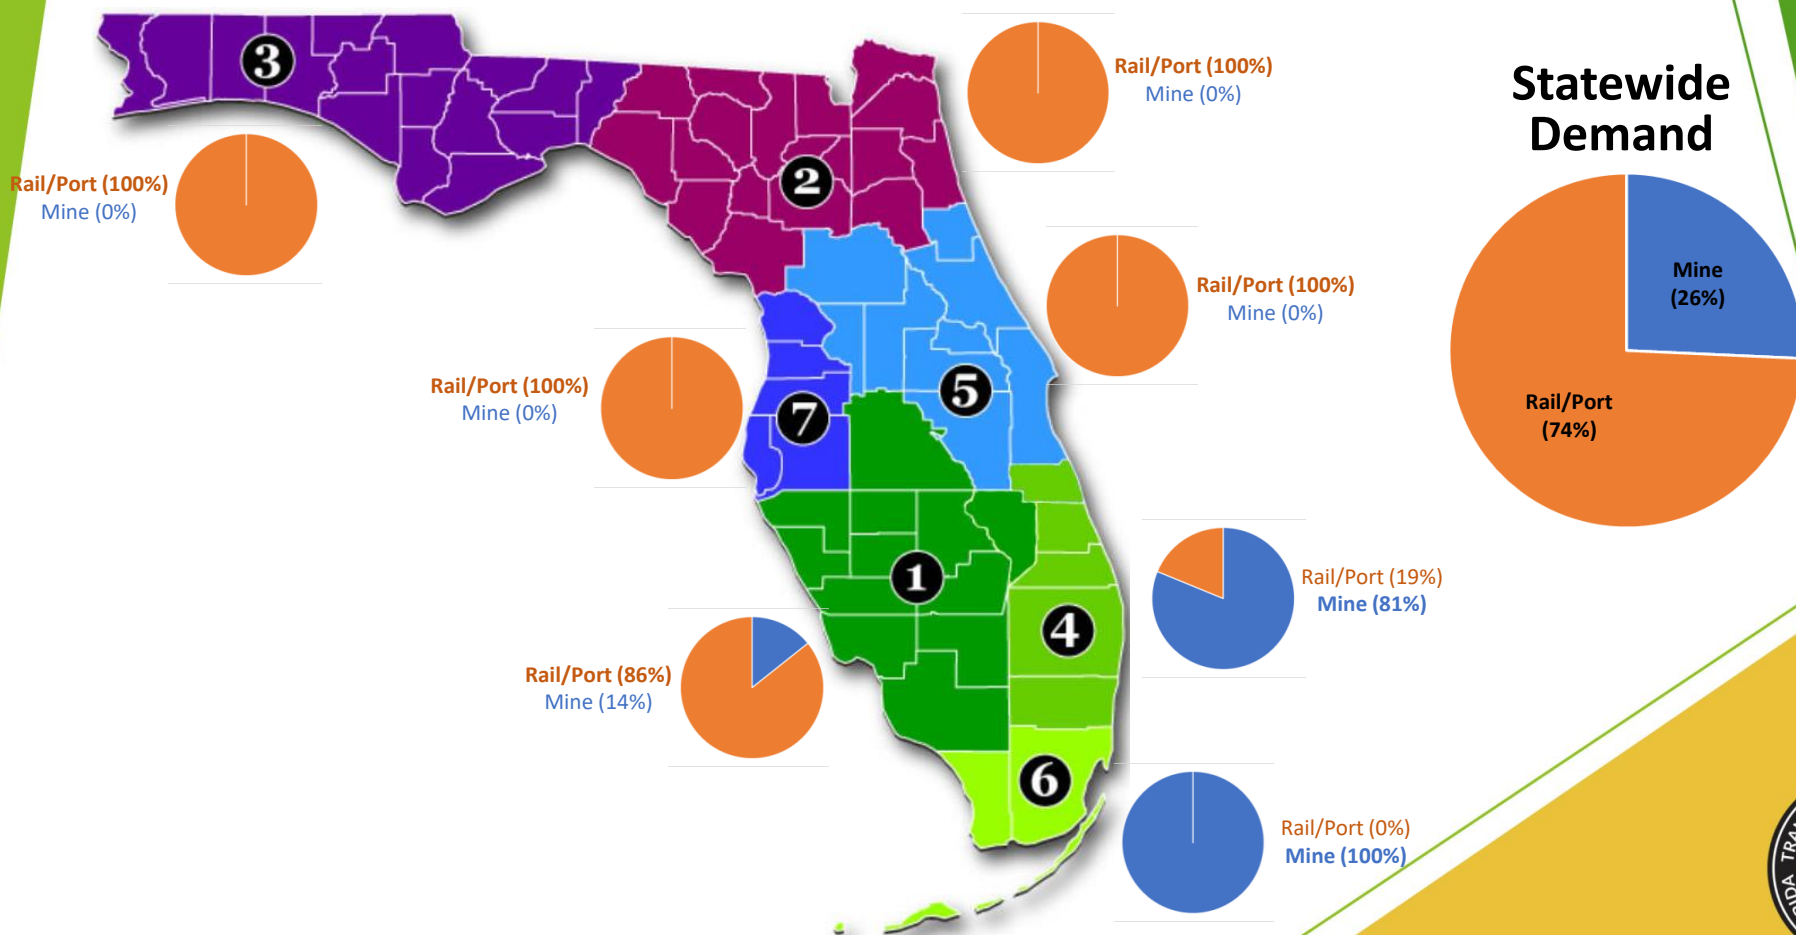 3
Rail/Port (100%)
Mine (0%)
2
Rail/Port (100%)
Mine (0%)
Rail/Port (100%)
Mine (0%)
Rail/Port (100%)
Mine (0%)
7
5
1
Rail/Port (86%)
Mine (14%)
4
Rail/Port (19%)
Mine (81%)
6
Rail/Port (0%)
Mine (100%)
Statewide
Demand
Mine
(26%)
Rail/Port
(74%)